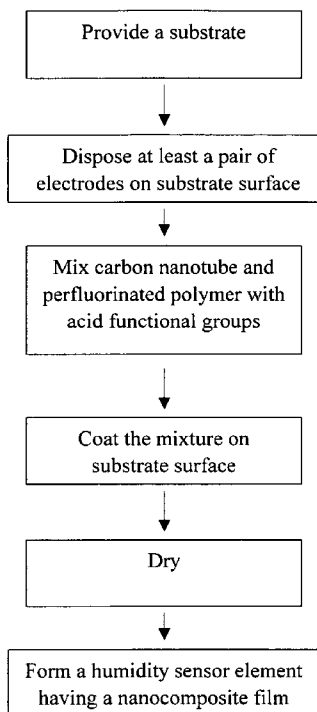 Provide a substrate
Dispose at least a pair of
electrodes on substrate surface
Mix carbon nanotube and
perfluorinated polymer with
acid functional groups
Coat the mixture on
substrate surface
Dry
Form a humidity sensor element
having a nanocomposite film